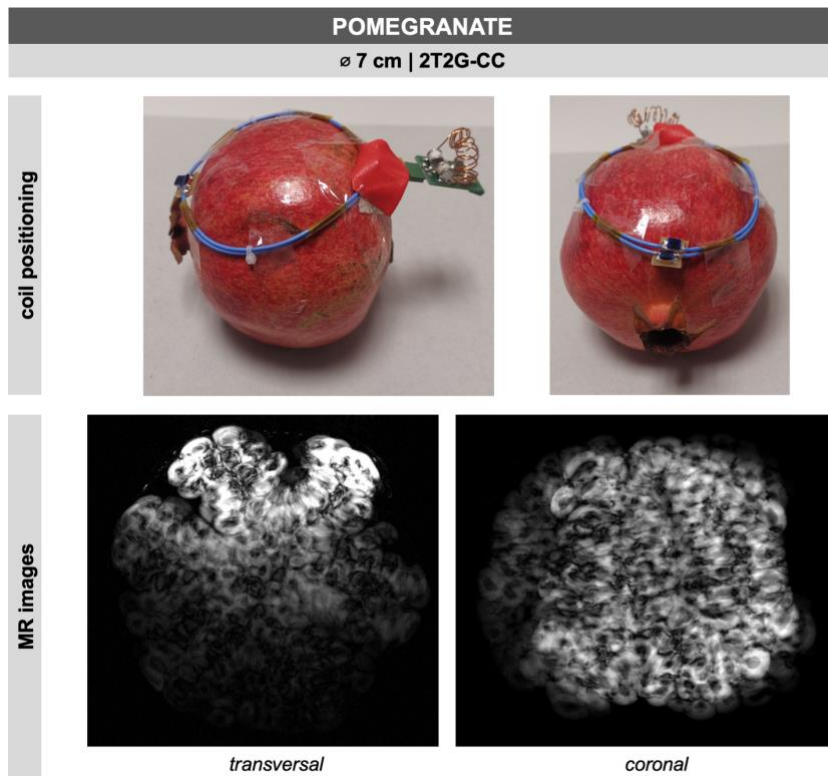 POMEGRANATE
⌀ 7 cm | 2T2G-CC
coil positioning
MR images
transversal
coronal